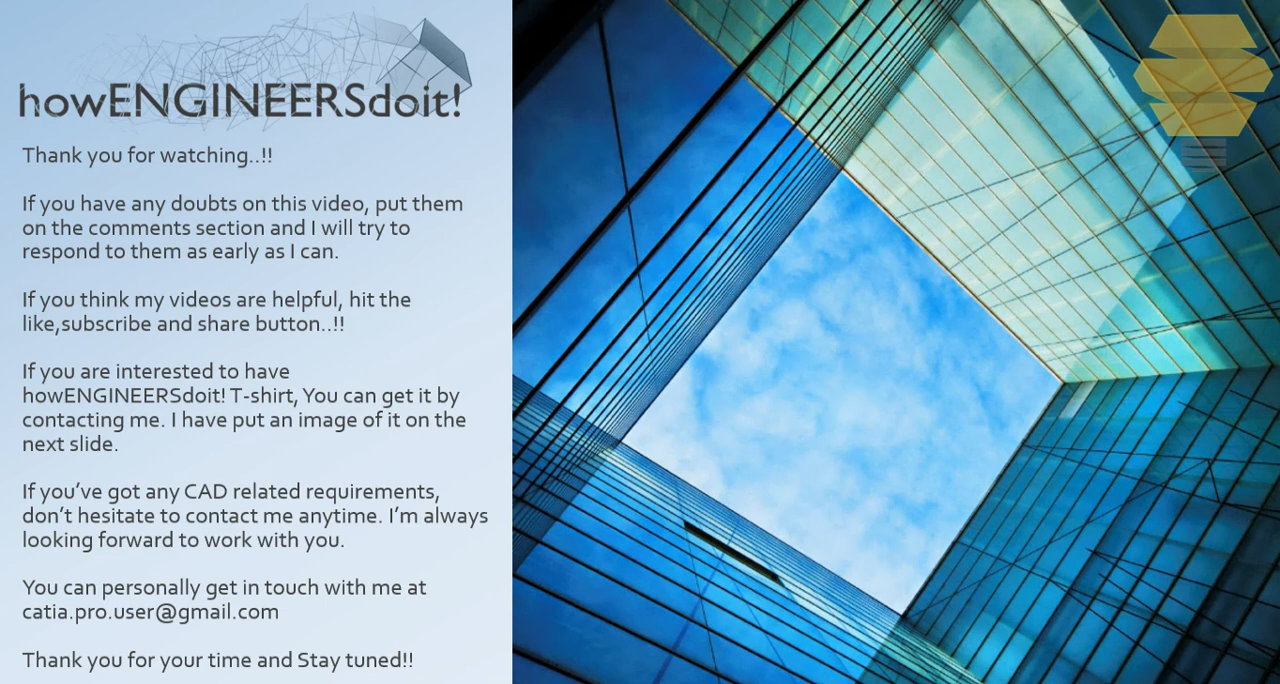 howENGINEERSdoit!
Thank you for watching..!!
If you have any doubts on this video, put them
on the comments section and I will try to
respond to them as early as I can.
If you think my videos are helpful, hit the
like,subscribe and share button..!!
If you are interested to have
howENGINEERSdoit! T-shirt, You can get it by
contacting me. I have put an image of it on the
next slide.
If you’ve got any CAD related requirements,
don’t hesitate to contact me anytime. I’m always
looking forward to work with you.
You can personally get in touch with me at
catia.pro.user@gmail.com
Thank you for your time and Stay tuned!!